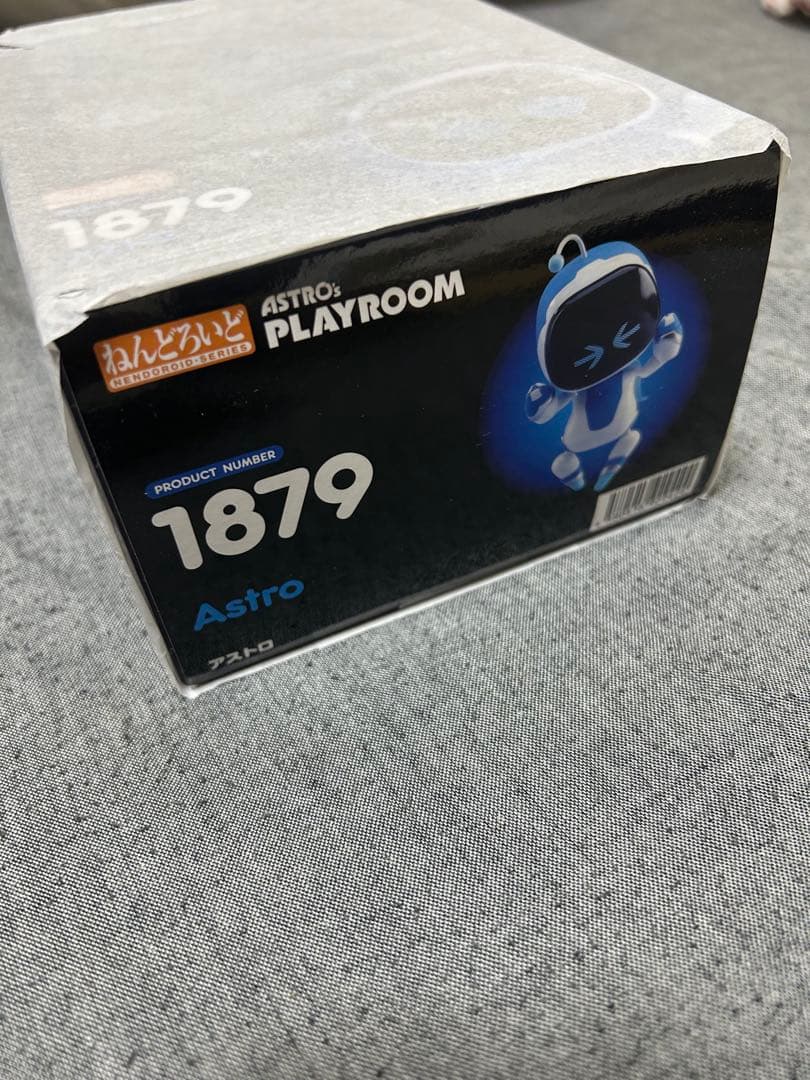 1879
ねんどろいど
NENDOROID·SERIES
ASTRO's
PLAYROOM
PRODUCT NUMBER
1879
Astro
アストロ